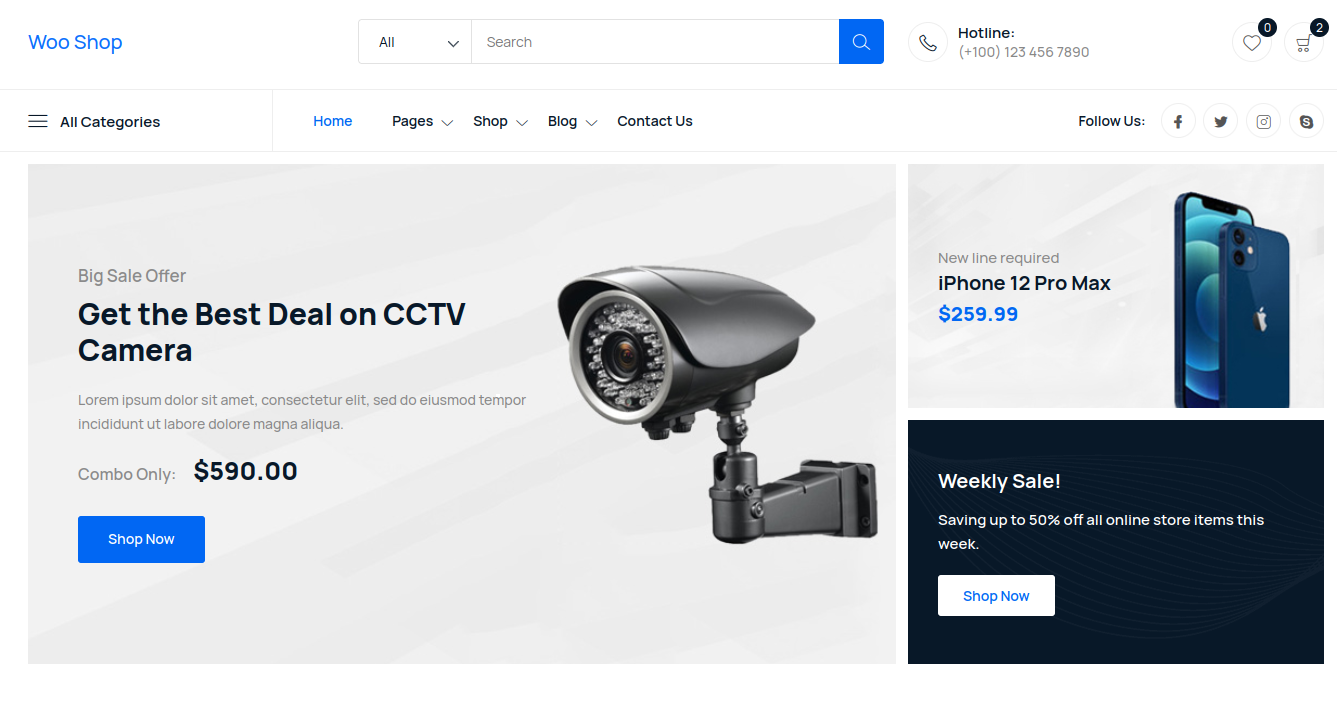 Woo Shop
All
Search
Hotline:
(+100) 123 456 7890
0
2
All Categories
Home
Pages
Shop
Blog
Contact Us
Follow Us:
Big Sale Offer
Get the Best Deal on CCTV
Camera
Lorem ipsum dolor sit amet, consectetur elit, sed do eiusmod tempor
incididunt ut labore dolore magna aliqua.
Combo Only: $590.00
Shop Now
New line required
iPhone 12 Pro Max
$259.99
Weekly Sale!
Saving up to 50% off all online store items this
week.
Shop Now